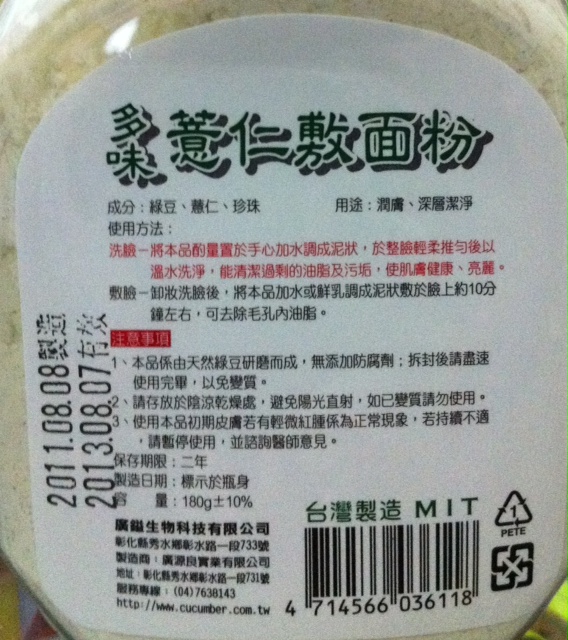 多味薏仁敷面粉
成分：綠豆、薏仁、珍珠
用途：潤膚、深層潔淨
使用方法：
洗臉－將本品酌量置於手心加水調成泥狀，於整臉輕柔推勻後以
溫水洗淨，能清潔過剩的油脂及污垢，使肌膚健康、亮麗。
敷臉－卸妝洗臉後，將本品加水或鮮乳調成泥狀敷於臉上約10分
鐘左右，可去除毛孔內油脂。
注意事項
1、本品係由天然綠豆研磨而成，無添加防腐劑；拆封後請盡速
使用完畢，以免變質。
2、請存放於陰涼乾燥處，避免陽光直射，如已變質請勿使用。
3、使用本品初期皮膚若有輕微紅腫係為正常現象，若持續不適
，請暫停使用，並諮詢醫師意見。
保存期限：二年
製造日期：標示於瓶身
容　量：180g±10%
2011.08.08製造
2013.08.07有效
廣鎰生物科技有限公司
彰化縣秀水鄉彰水路一段733號
製造商：廣源良實業有限公司
地址：彰化縣秀水鄉彰水路一段731號
服務專線：(04)7638143
http://www.cucumber.com.tw
台灣製造 MIT
4 714566 036118
1
PETE